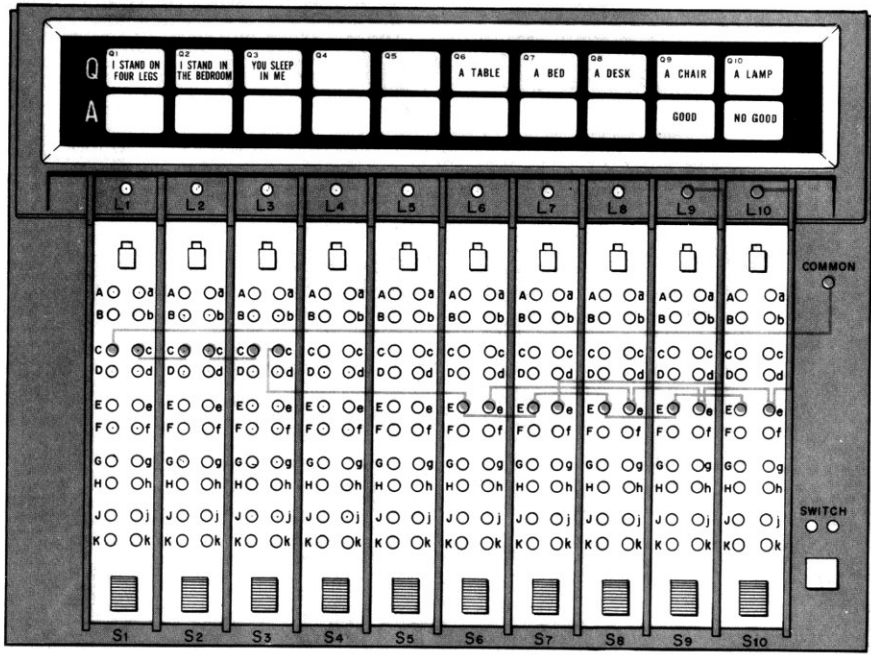 Q1 Q2 Q3 Q4 Q5 Q6 Q7 Q8 Q9 Q10
Q I STAND ON FOUR LEGS I STAND IN THE BEDROOM YOU SLEEP IN ME A TABLE A BED A DESK A CHAIR A LAMP
A GOOD NO GOOD
L1 L2 L3 L4 L5 L6 L7 L8 L9 L10
COMMON
A a A a A a A a A a A a A a A a A a A a
B b B b B b B b B b B b B b B b B b B b
C c C c C c C c C c C c C c C c C c C c
D d D d D d D d D d D d D d D d D d D d
E e E e E e E e E e E e E e E e E e E e
F f F f F f F f F f F f F f F f F f F f
G g G g G g G g G g G g G g G g G g G g
H h H h H h H h H h H h H h H h H h H h
SWITCH
J j J j J j J j J j J j J j J j J j J j
K k K k K k K k K k K k K k K k K k K k
S1 S2 S3 S4 S5 S6 S7 S8 S9 S10